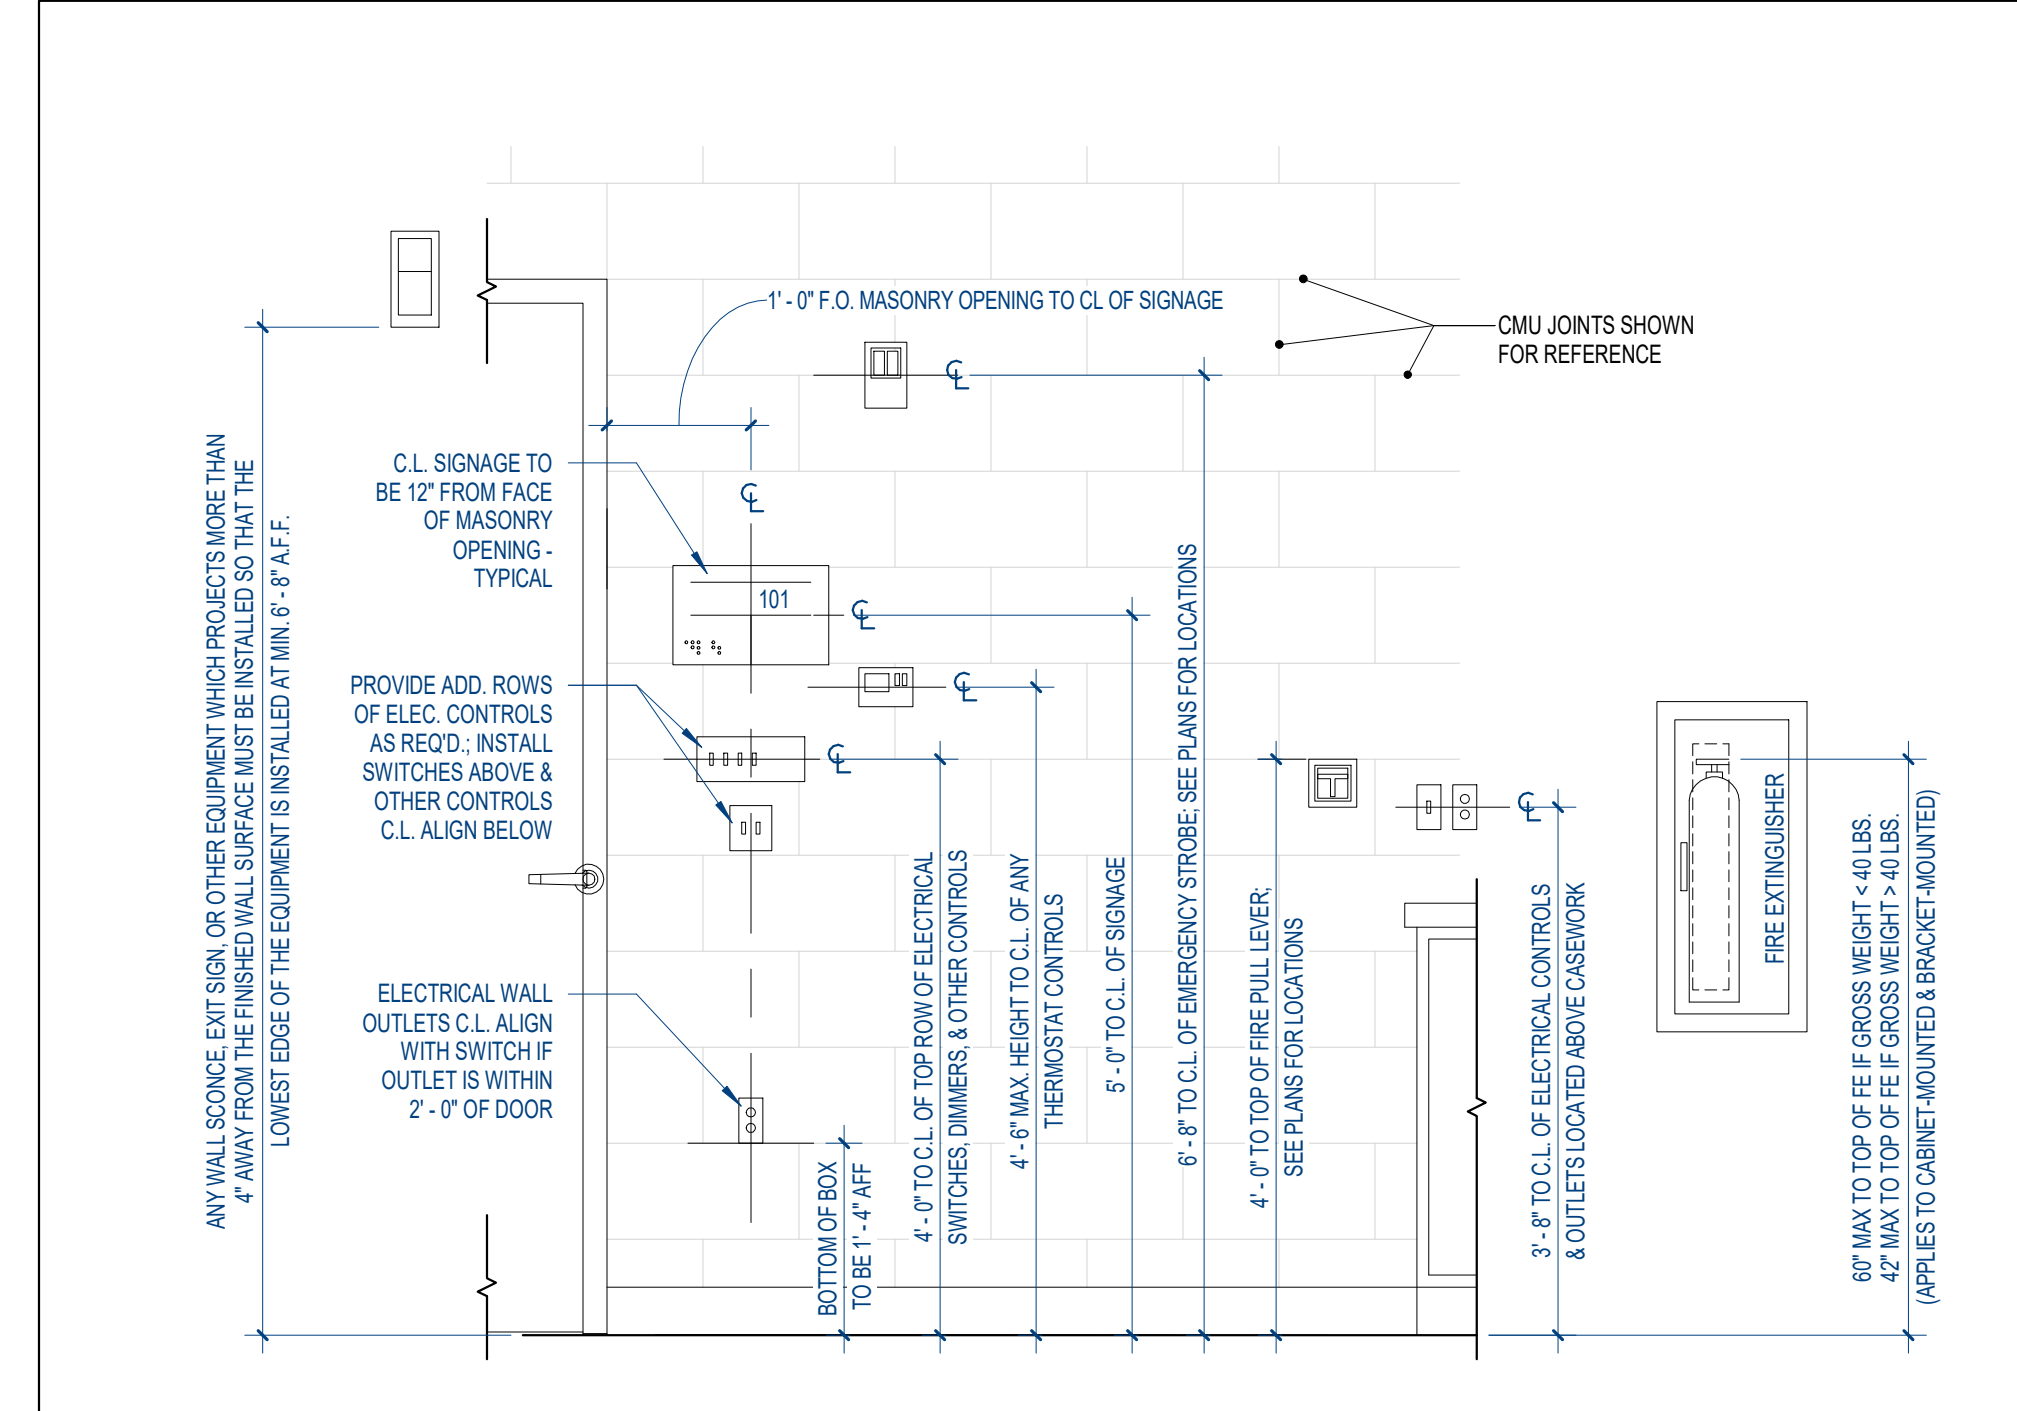 1' - 0" F.O. MASONRY OPENING TO CL OF SIGNAGE
CMU JOINTS SHOWN
FOR REFERENCE
C.L. SIGNAGE TO
BE 12" FROM FACE
OF MASONRY
OPENING -
TYPICAL
101
PROVIDE ADD. ROWS
OF ELEC. CONTROLS
AS REQ'D.; INSTALL
SWITCHES ABOVE &
OTHER CONTROLS
C.L. ALIGN BELOW
ELECTRICAL WALL
OUTLETS C.L. ALIGN
WITH SWITCH IF
OUTLET IS WITHIN
2' - 0" OF DOOR
ANY WALL SCONCE, EXIT SIGN, OR OTHER EQUIPMENT WHICH PROJECTS MORE THAN
4" AWAY FROM THE FINISHED WALL SURFACE MUST BE INSTALLED SO THAT THE
LOWEST EDGE OF THE EQUIPMENT IS INSTALLED AT MIN. 6' - 8" A.F.F.
BOTTOM OF BOX
TO BE 1' - 4" AFF
4' - 0" TO C.L. OF TOP ROW OF ELECTRICAL
SWITCHES, DIMMERS, & OTHER CONTROLS
4' - 6" MAX. HEIGHT TO C.L. OF ANY
THERMOSTAT CONTROLS
5' - 0" TO C.L. OF SIGNAGE
6' - 8" TO C.L. OF EMERGENCY STROBE; SEE PLANS FOR LOCATIONS
4' - 0" TO TOP OF FIRE PULL LEVER;
SEE PLANS FOR LOCATIONS
3' - 8" TO C.L. OF ELECTRICAL CONTROLS
& OUTLETS LOCATED ABOVE CASEWORK
FIRE EXTINGUISHER
60" MAX TO TOP OF FE IF GROSS WEIGHT < 40 LBS.
42" MAX TO TOP OF FE IF GROSS WEIGHT > 40 LBS.
(APPLIES TO CABINET-MOUNTED & BRACKET-MOUNTED)